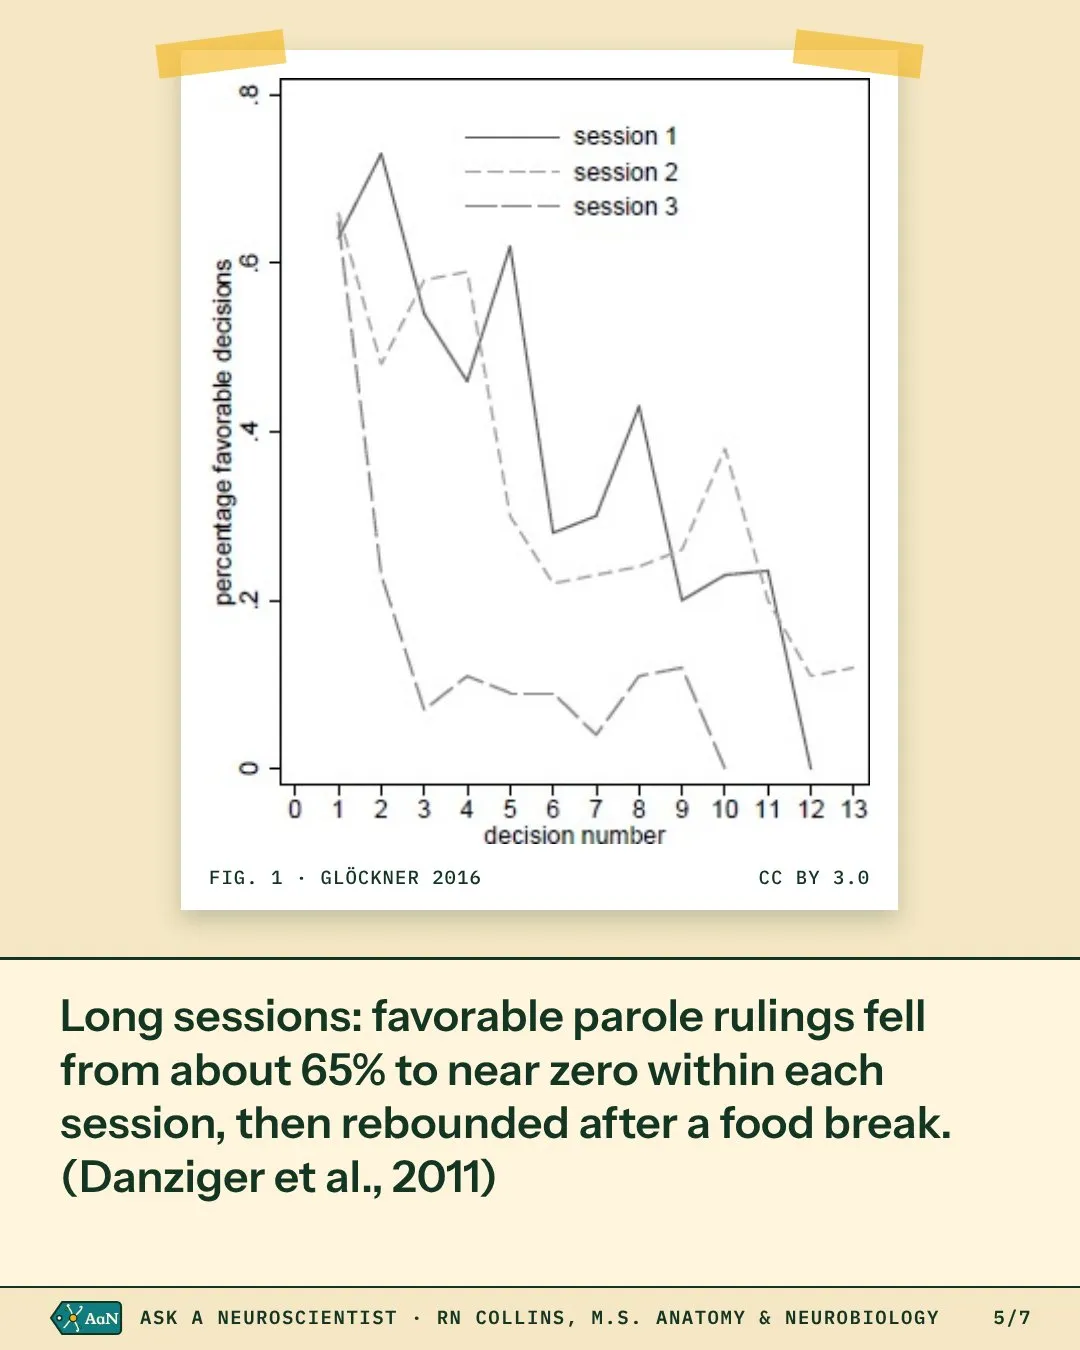 .8
session 1
session 2
session 3
percentage favorable decisions
.6
.4
.2
0
0 1 2 3 4 5 6 7 8 9 10 11 12 13
decision number
FIG. 1 · GLÖCKNER 2016
CC BY 3.0
Long sessions: favorable parole rulings fell
from about 65% to near zero within each
session, then rebounded after a food break.
(Danziger et al., 2011)
AaN
ASK A NEUROSCIENTIST · RN COLLINS, M.S. ANATOMY & NEUROBIOLOGY
5/7